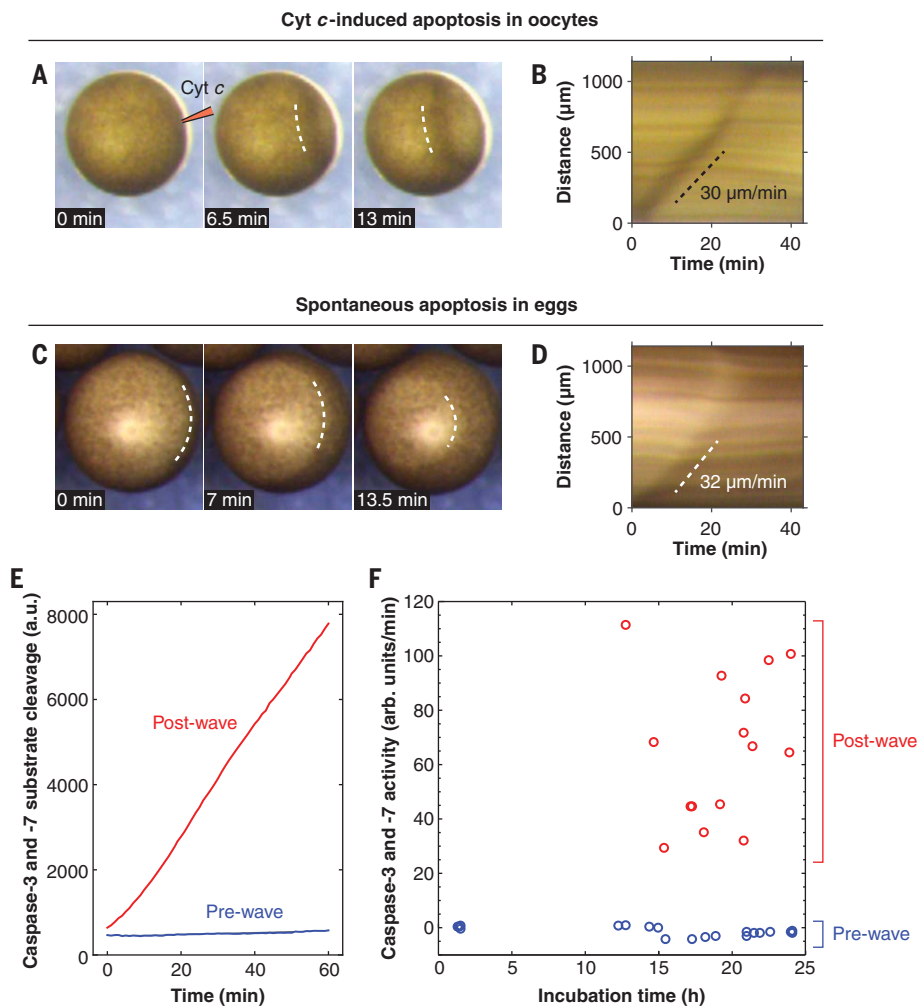 Cyt c-induced apoptosis in oocytes
A
Cyt c
0 min
6.5 min
13 min
B
Distance (µm)
1000
500
0
30 µm/min
0
20
40
Time (min)
Spontaneous apoptosis in eggs
C
0 min
7 min
13.5 min
D
Distance (µm)
1000
500
0
32 µm/min
0
20
40
Time (min)
E
Caspase-3 and -7 substrate cleavage (a.u.)
8000
6000
4000
2000
0
Post-wave
Pre-wave
0
20
40
60
Time (min)
F
Caspase-3 and -7 activity (arb. units/min)
120
100
80
60
40
20
0
Post-wave
Pre-wave
0
5
10
15
20
25
Incubation time (h)